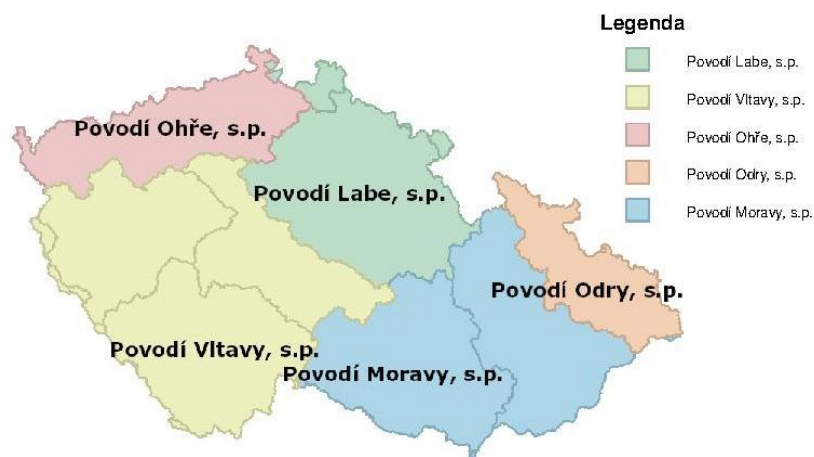 Legenda
Povodí Labe, s.p.
Povodí Vltavy, s.p.
Povodí Ohře, s.p.
Povodí Odry, s.p.
Povodí Moravy, s.p.
Povodí Ohře, s.p.
Povodí Labe, s.p.
Povodí Odry, s.p.
Povodí Vltavy, s.p.
Povodí Moravy, s.p.